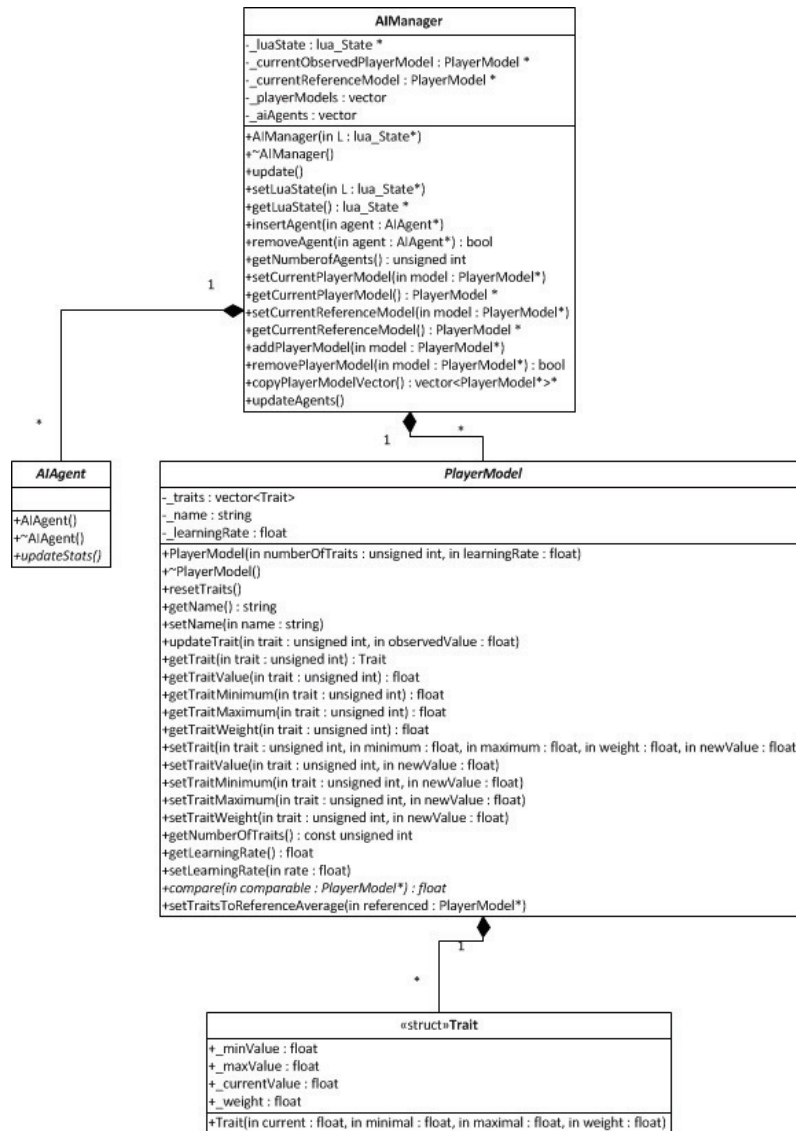 AIManager
-_luaState : lua_State *
-_currentObservedPlayerModel : PlayerModel *
-_currentReferenceModel : PlayerModel *
-_playerModels : vector
-_aiAgents : vector
+AIManager(in L : lua_State*)
+~AIManager()
+update()
+setLuaState(in L : lua_State*)
+getLuaState() : lua_State *
+insertAgent(in agent : AIAgent*)
+removeAgent(in agent : AIAgent*) : bool
+getNumberofAgents() : unsigned int
+setCurrentPlayerModel(in model : PlayerModel*)
+getCurrentPlayerModel() : PlayerModel *
+setCurrentReferenceModel(in model : PlayerModel*)
+getCurrentReferenceModel() : PlayerModel *
+addPlayerModel(in model : PlayerModel*)
+removePlayerModel(in model : PlayerModel*) : bool
+copyPlayerModelVector() : vector<PlayerModel*>*
+updateAgents()
1
*
1
*
AIAgent
+AIAgent()
+~AIAgent()
+updateStats()
PlayerModel
-_traits : vector<Trait>
-_name : string
-_learningRate : float
+PlayerModel(in numberOfTraits : unsigned int, in learningRate : float)
+~PlayerModel()
+resetTraits()
+getName() : string
+setName(in name : string)
+updateTrait(in trait : unsigned int, in observedValue : float)
+getTrait(in trait : unsigned int) : Trait
+getTraitValue(in trait : unsigned int) : float
+getTraitMinimum(in trait : unsigned int) : float
+getTraitMaximum(in trait : unsigned int) : float
+getTraitWeight(in trait : unsigned int) : float
+setTrait(in trait : unsigned int, in minimum : float, in maximum : float, in weight : float, in newValue : float
+setTraitValue(in trait : unsigned int, in newValue : float)
+setTraitMinimum(in trait : unsigned int, in newValue : float)
+setTraitMaximum(in trait : unsigned int, in newValue : float)
+setTraitWeight(in trait : unsigned int, in newValue : float)
+getNumberOfTraits() : const unsigned int
+getLearningRate() : float
+setLearningRate(in rate : float)
+compare(in comparable : PlayerModel*) : float
+setTraitsToReferenceAverage(in referenced : PlayerModel*)
1
*
«struct»Trait
+_minValue : float
+_maxValue : float
+_currentValue : float
+_weight : float
+Trait(in current : float, in minimal : float, in maximal : float, in weight : float)